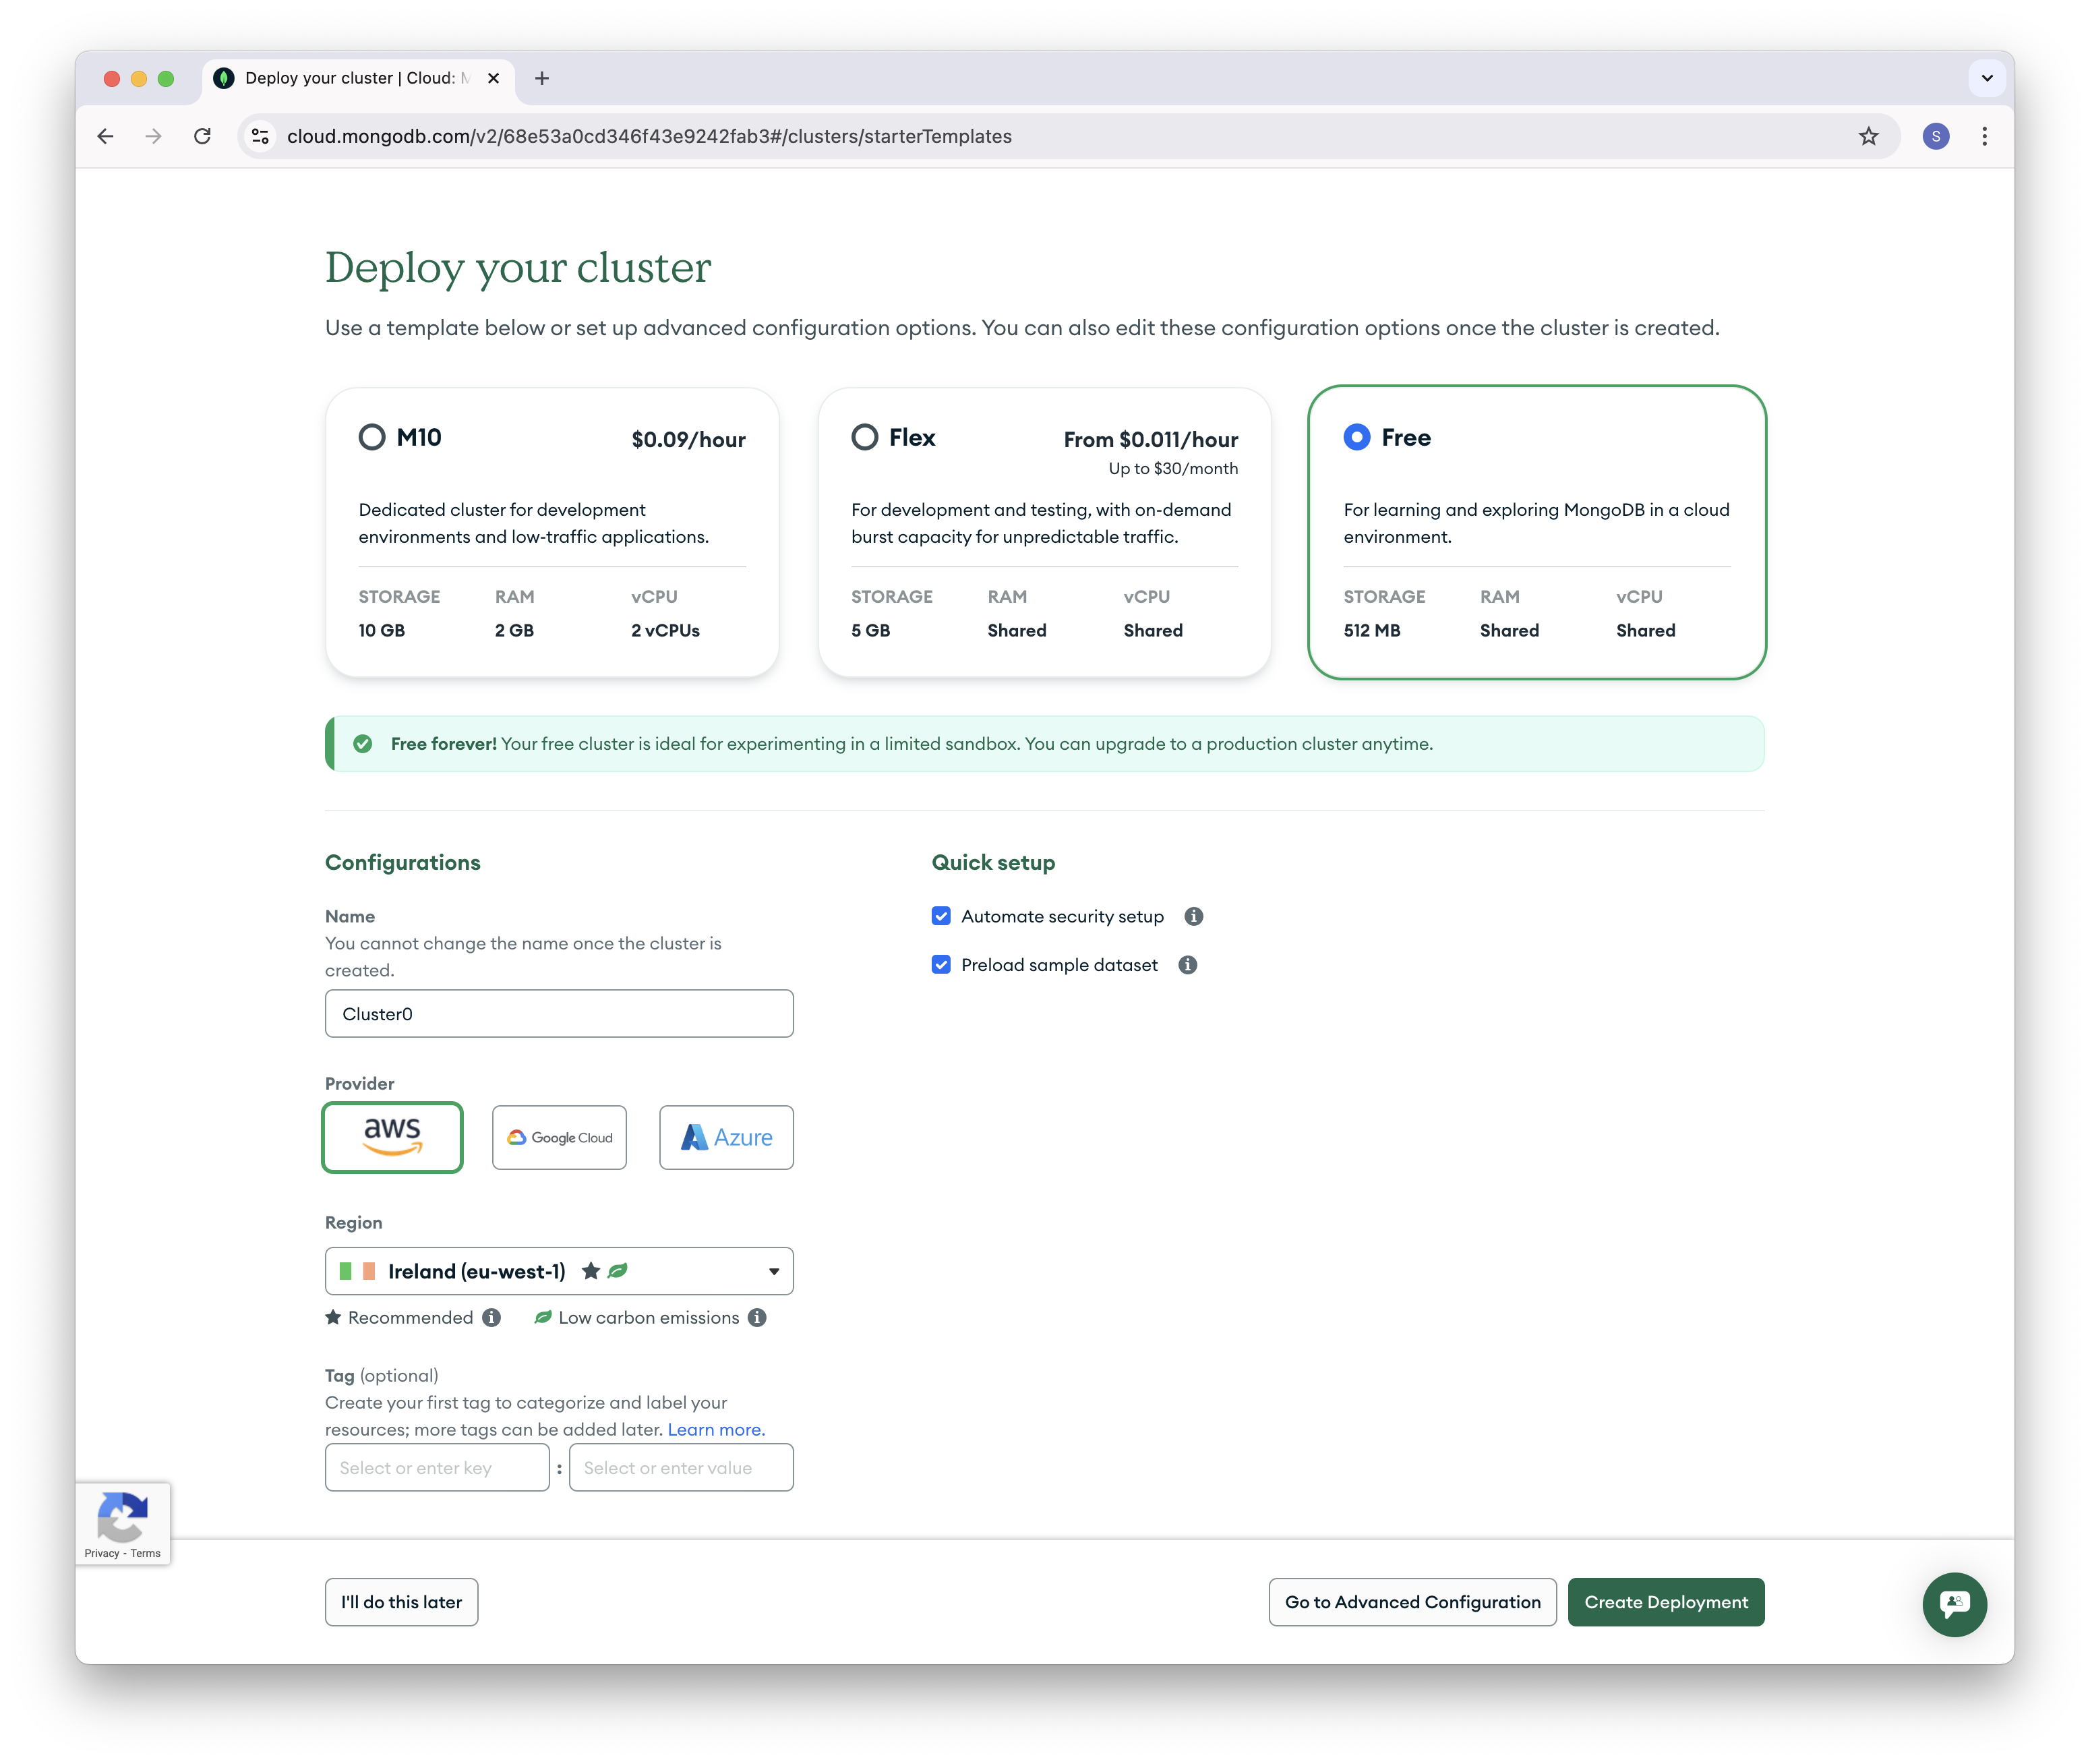 Deploy your cluster | Cloud: M
cloud.mongodb.com/v2/68e53a0cd346f43e9242fab3#/clusters/starterTemplates
S
Deploy your cluster
Use a template below or set up advanced configuration options. You can also edit these configuration options once the cluster is created.
M10
$0.09/hour
Dedicated cluster for development
environments and low-traffic applications.
STORAGE RAM vCPU
10 GB 2 GB 2 vCPUs
Flex
From $0.011/hour
Up to $30/month
For development and testing, with on-demand
burst capacity for unpredictable traffic.
STORAGE RAM vCPU
5 GB Shared Shared
Free
For learning and exploring MongoDB in a cloud
environment.
STORAGE RAM vCPU
512 MB Shared Shared
Free forever! Your free cluster is ideal for experimenting in a limited sandbox. You can upgrade to a production cluster anytime.
Configurations
Name
You cannot change the name once the cluster is
created.
Cluster0
Provider
aws
Google Cloud
Azure
Region
Ireland (eu-west-1)
Recommended
Low carbon emissions
Tag (optional)
Create your first tag to categorize and label your
resources; more tags can be added later. Learn more.
Select or enter key : Select or enter value
Quick setup
Automate security setup
Preload sample dataset
Privacy - Terms
I'll do this later
Go to Advanced Configuration
Create Deployment